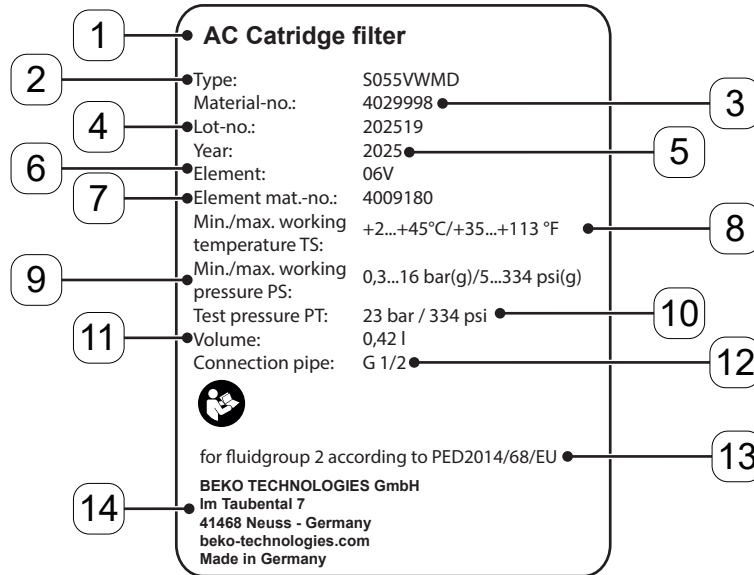 1 AC Catridge filter
2 Type: S055VWMD
Material-no.: 4029998 3
4 Lot-no.: 202519
Year: 2025 5
6 Element: 06V
7 Element mat.-no.: 4009180
Min./max. working
temperature TS: +2...+45°C/+35...+113 °F 8
9 Min./max. working
pressure PS: 0,3...16 bar(g)/5...334 psi(g)
Test pressure PT: 23 bar / 334 psi 10
11 Volume: 0,42 l
Connection pipe: G 1/2 12
for fluidgroup 2 according to PED2014/68/EU 13
BEKO TECHNOLOGIES GmbH
14 Im Taubental 7
41468 Neuss - Germany
beko-technologies.com
Made in Germany